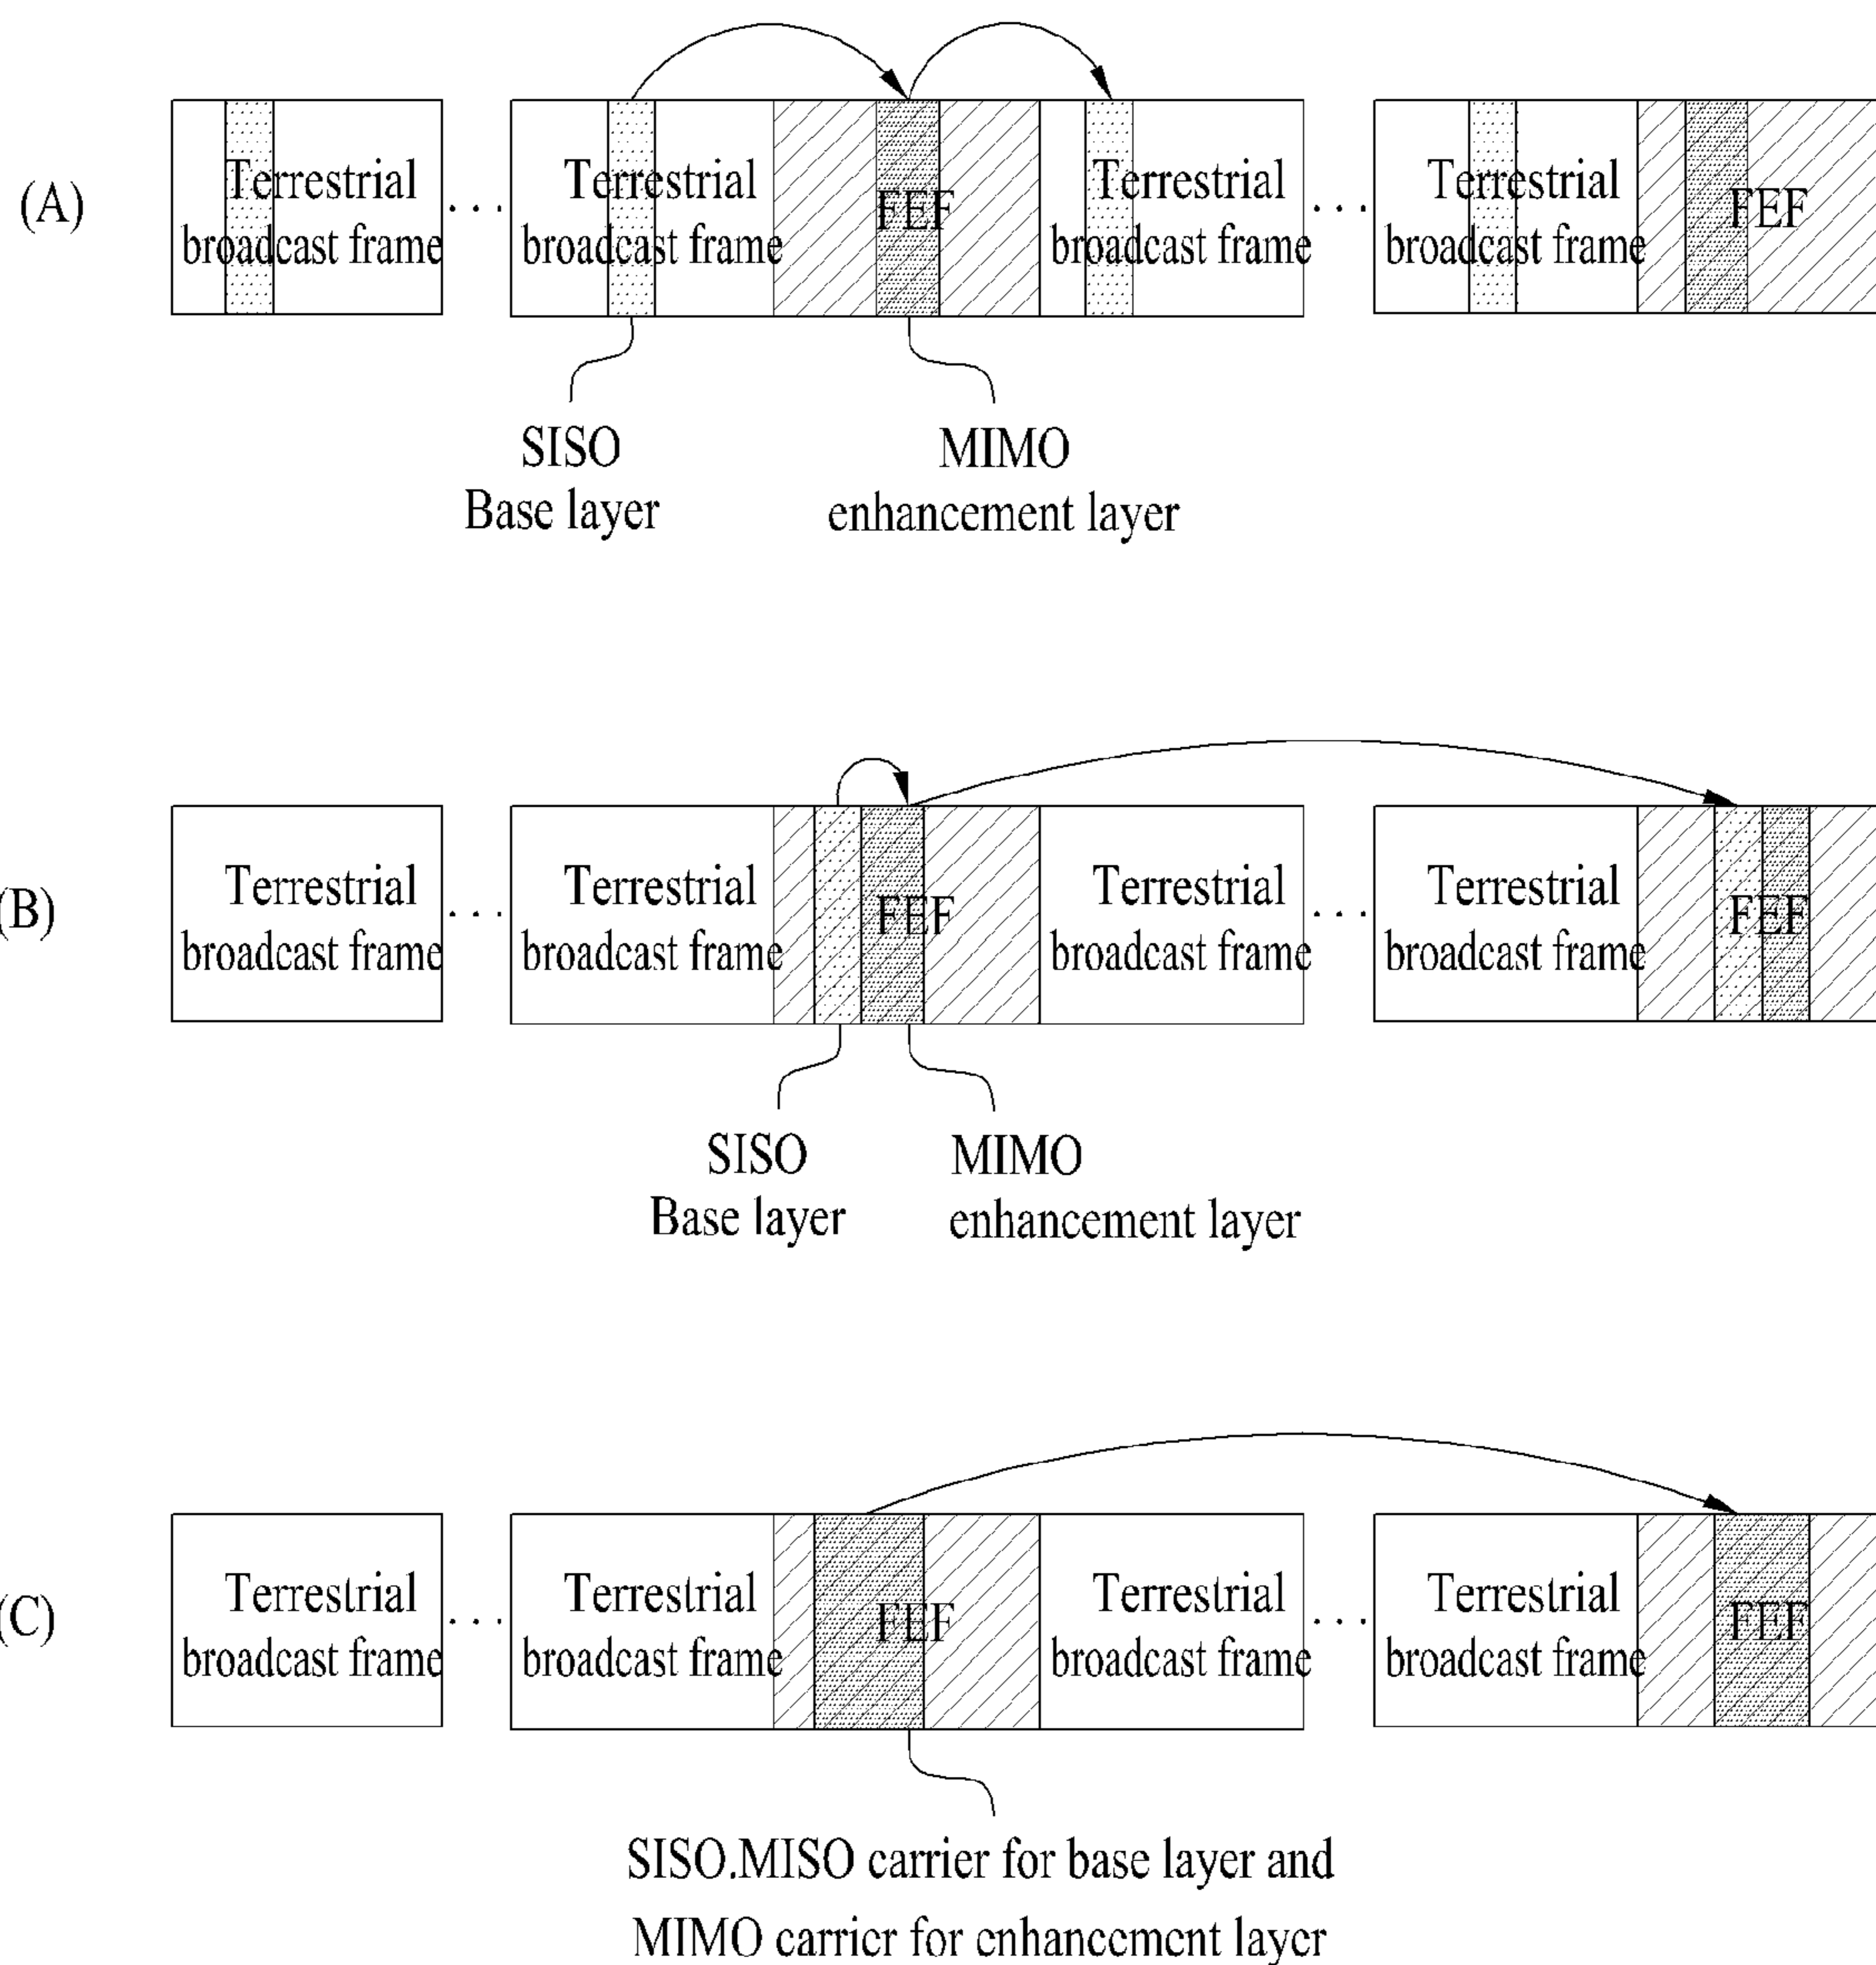 (A)
Terrestrial
broadcast frame
. . .
Terrestrial
broadcast frame
FEF
Terrestrial
broadcast frame
. . .
Terrestrial
broadcast frame
FEF
SISO
Base layer
MIMO
enhancement layer
(B)
Terrestrial
broadcast frame
. . .
Terrestrial
broadcast frame
FEF
Terrestrial
broadcast frame
. . .
Terrestrial
broadcast frame
FEF
SISO
Base layer
MIMO
enhancement layer
(C)
Terrestrial
broadcast frame
. . .
Terrestrial
broadcast frame
FEF
Terrestrial
broadcast frame
. . .
Terrestrial
broadcast frame
FEF
SISO.MISO carrier for base layer and
MIMO carrier for enhancement layer